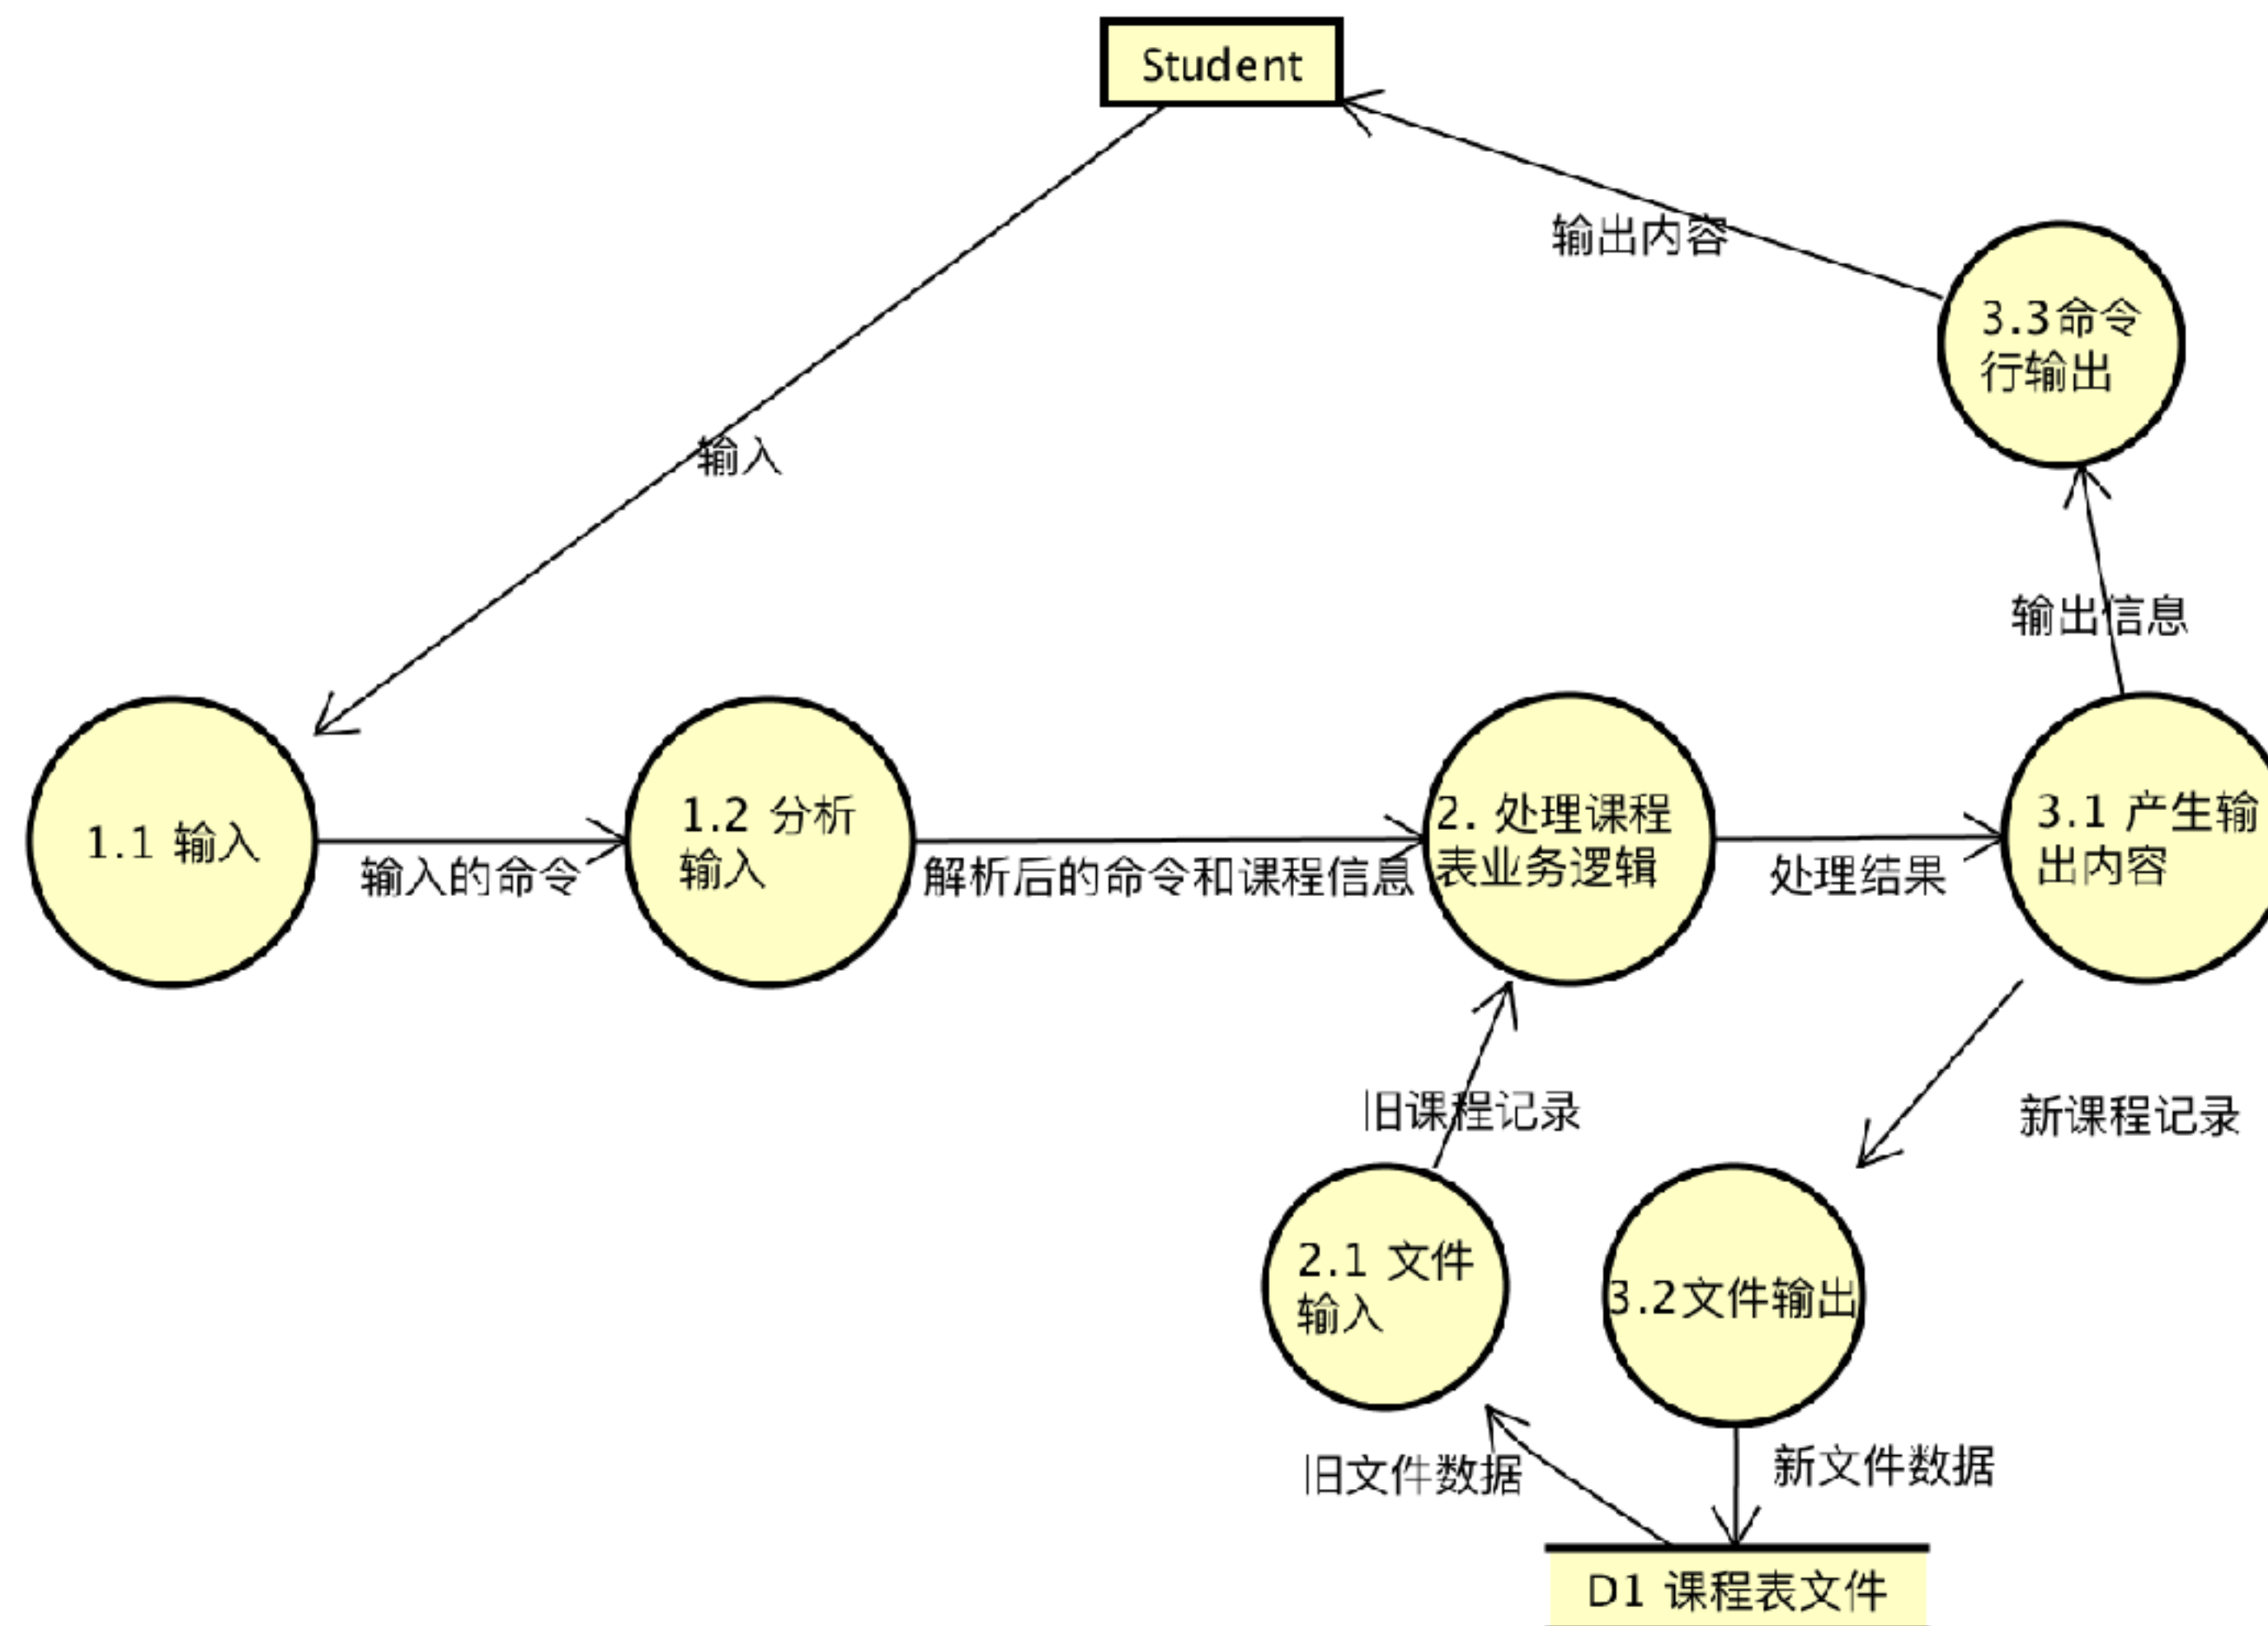 Student
输出内容
3.3命令
行输出
输入
输出信息
1.1 输入
输入的命令
1.2 分析
输入
解析后的命令和课程信息
2. 处理课程
表业务逻辑
处理结果
3.1 产生输
出内容
旧课程记录
新课程记录
2.1 文件
输入
3.2文件输出
旧文件数据
新文件数据
D1 课程表文件